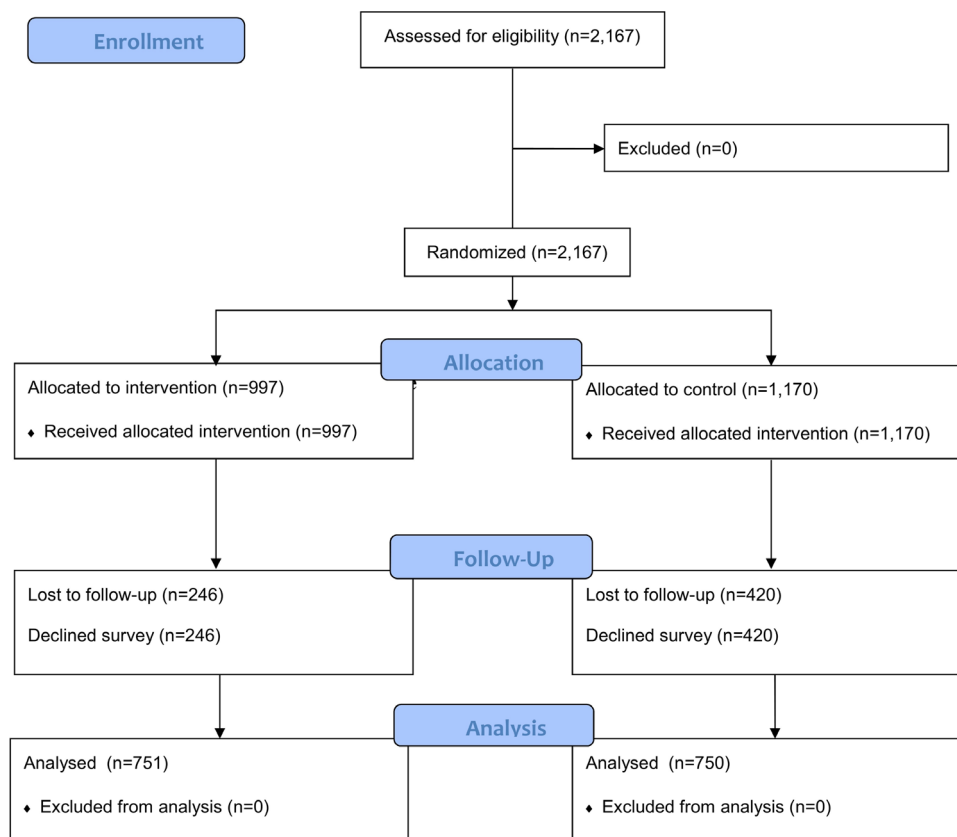 Enrollment
Assessed for eligibility (n=2,167)
Excluded (n=0)
Randomized (n=2,167)
Allocation
Allocated to intervention (n=997)
♦ Received allocated intervention (n=997)
Allocated to control (n=1,170)
♦ Received allocated intervention (n=1,170)
Follow-Up
Lost to follow-up (n=246)
Declined survey (n=246)
Lost to follow-up (n=420)
Declined survey (n=420)
Analysis
Analysed (n=751)
♦ Excluded from analysis (n=0)
Analysed (n=750)
♦ Excluded from analysis (n=0)